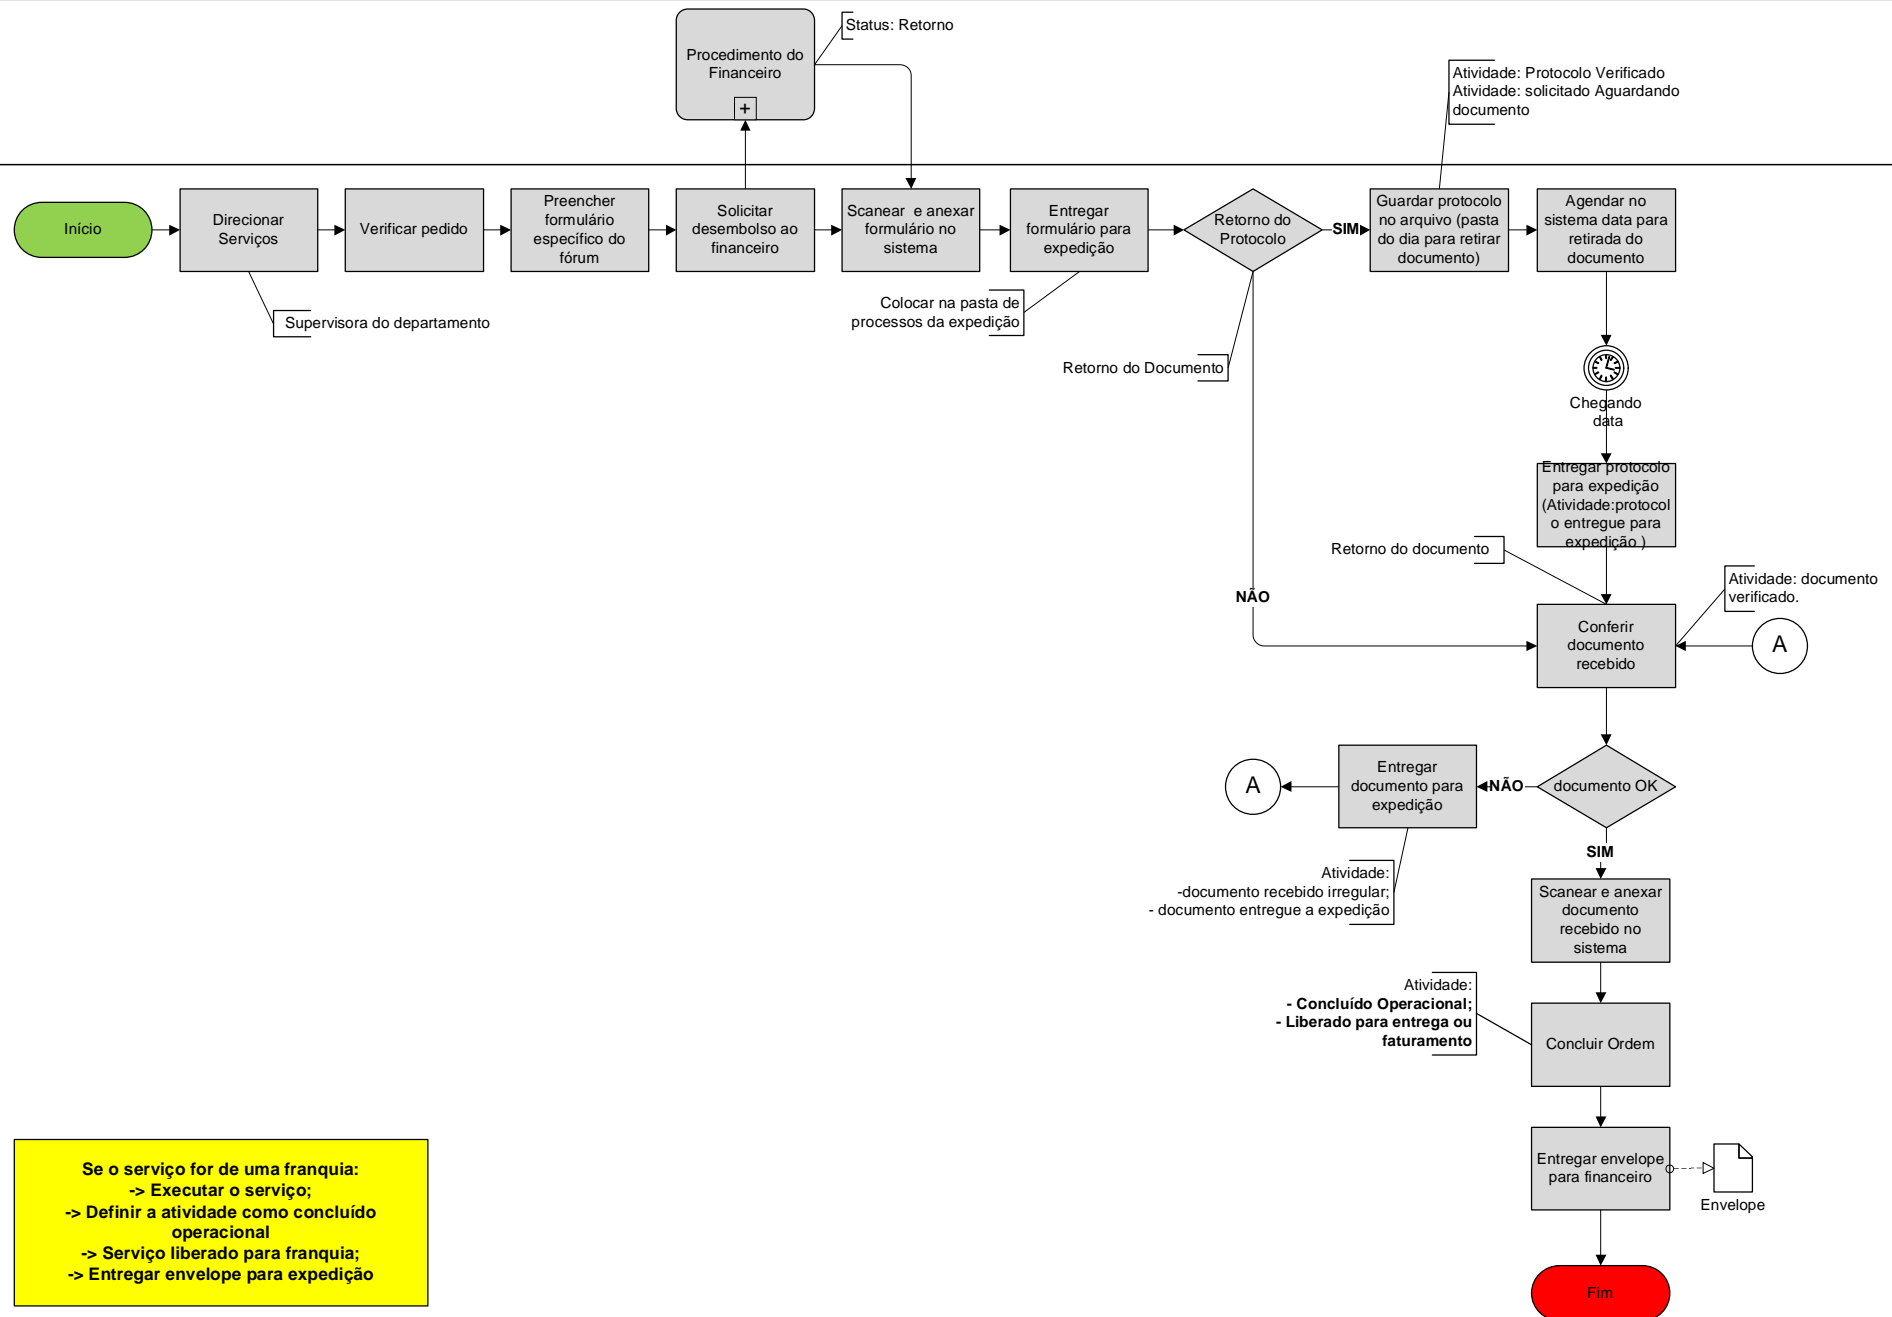 Status: Retorno
Procedimento do
Financeiro
+
Atividade: Protocolo Verificado
Atividade: solicitado Aguardando
documento
Início
Direcionar
Serviços
Verificar pedido
Preencher
formulário
específico do
fórum
Solicitar
desembolso ao
financeiro
Scanear  e anexar
formulário no
sistema
Entregar
formulário para
expedição
Retorno do
Protocolo
SIM
Guardar protocolo
no arquivo (pasta
do dia para retirar
documento)
Agendar no
sistema data para
retirada do
documento
Supervisora do departamento
Colocar na pasta de
processos da expedição
Retorno do Documento
Chegando
data
Entregar protocolo
para expedição
(Atividade:protocol
o entregue para
expedição )
Retorno do documento
NÃO
Atividade: documento
verificado.
Conferir
documento
recebido
A
A
Entregar
documento para
expedição
NÃO
documento OK
SIM
Atividade:
-documento recebido irregular;
- documento entregue a expedição
Scanear e anexar
documento
recebido no
sistema
Atividade:
- Concluído Operacional;
- Liberado para entrega ou
faturamento
Concluir Ordem
Entregar envelope
para financeiro
Envelope
Se o serviço for de uma franquia:
-> Executar o serviço;
-> Definir a atividade como concluído
operacional
-> Serviço liberado para franquia;
-> Entregar envelope para expedição
Fim